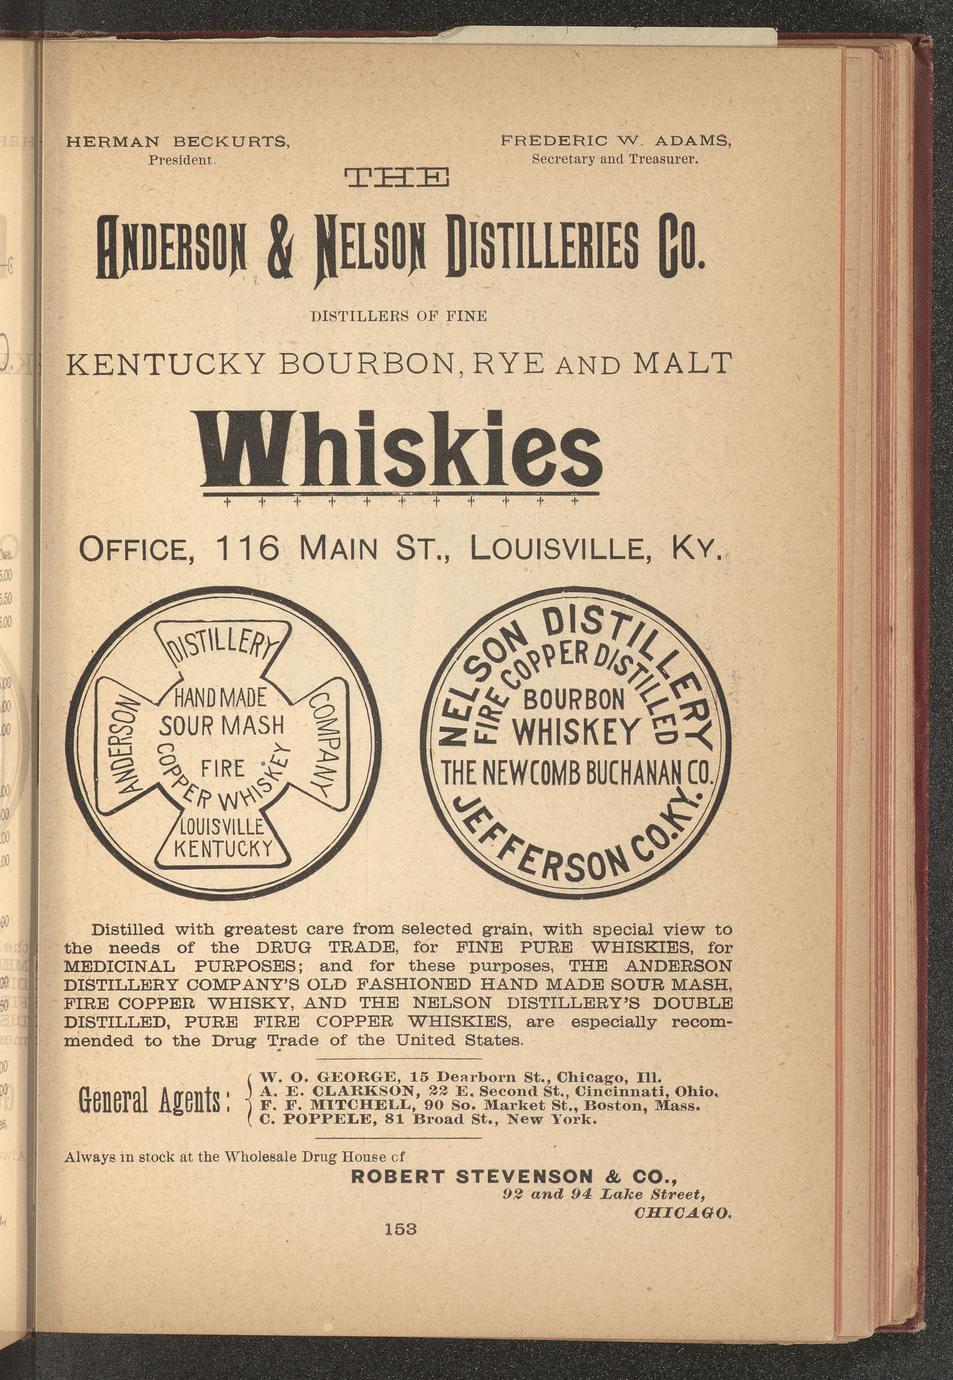 HERMAN BECKURTS,
President.
FREDERIC W. ADAMS,
Secretary and Treasurer.
THE
ANDERSON & NELSON DISTILLERIES CO.
DISTILLERS OF FINE
KENTUCKY BOURBON, RYE AND MALT
Whiskies
OFFICE, 116 MAIN ST., LOUISVILLE, KY.
DISTILLERY
ANDERSON
COMPANY
HAND MADE
SOUR MASH
FIRE
COPPER WHISKEY
LOUISVILLE
KENTUCKY
NELSON DISTILLERY
FIRE COPPER DISTILLED
BOURBON
WHISKEY
THE NEWCOMB BUCHANAN CO.
JEFFERSON CO. KY.
Distilled with greatest care from selected grain, with special view to
the needs of the DRUG TRADE, for FINE PURE WHISKIES, for
MEDICINAL PURPOSES; and for these purposes, THE ANDERSON
DISTILLERY COMPANY'S OLD FASHIONED HAND MADE SOUR MASH,
FIRE COPPER WHISKY, AND THE NELSON DISTILLERY'S DOUBLE
DISTILLED, PURE FIRE COPPER WHISKIES, are especially recom-
mended to the Drug Trade of the United States.
General Agents:
W. O. GEORGE, 15 Dearborn St., Chicago, Ill.
A. E. CLARKSON, 22 E. Second St., Cincinnati, Ohio.
F. F. MITCHELL, 90 So. Market St., Boston, Mass.
C. POPPELE, 81 Broad St., New York.
Always in stock at the Wholesale Drug House of
ROBERT STEVENSON & CO.,
92 and 94 Lake Street,
CHICAGO.
153